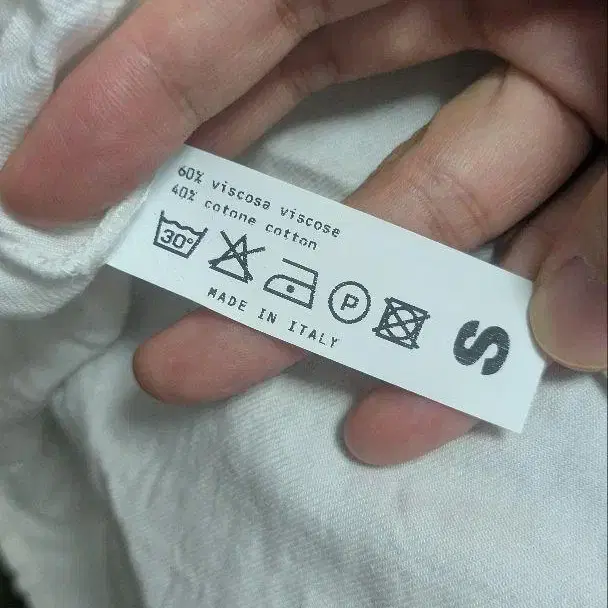 60% viscosa viscose
40% cotone cotton
30°
P
MADE IN ITALY
S